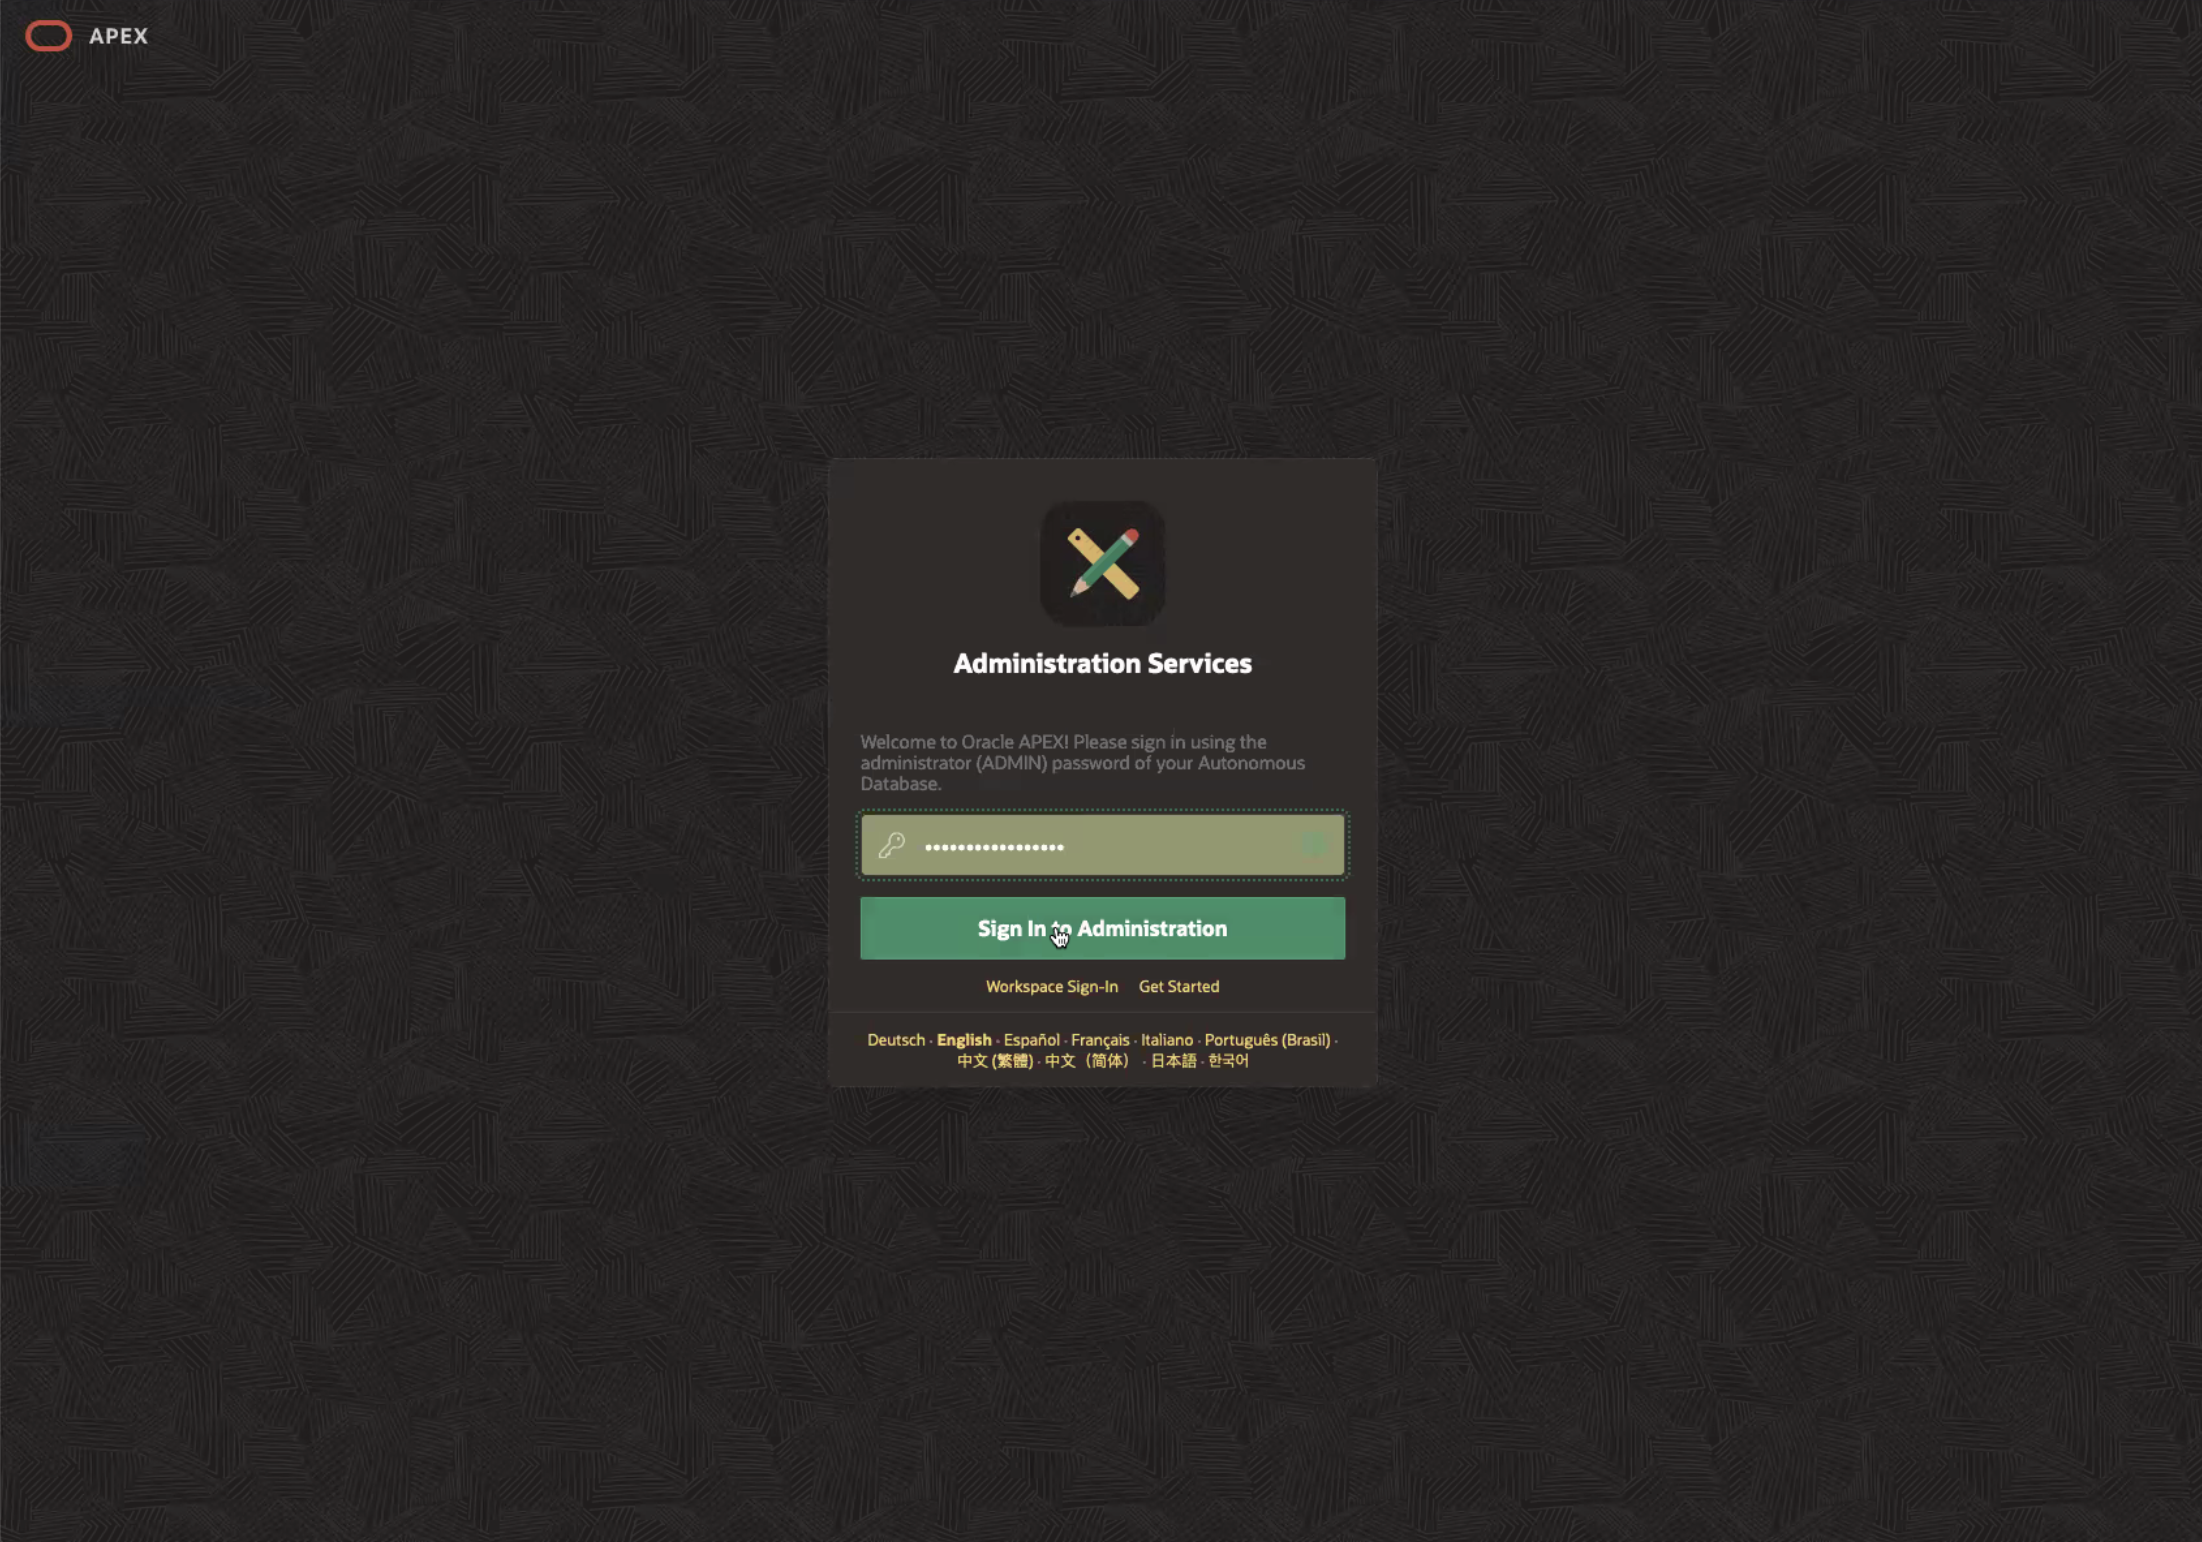 APEX
Administration Services
Welcome to Oracle APEX! Please sign in using the
administrator (ADMIN) password of your Autonomous
Database.
•••••••••••••••••
Sign In to Administration
Workspace Sign-In Get Started
Deutsch · English · Español · Français · Italiano · Português (Brasil) ·
中文 (繁體) · 中文（简体） · 日本語 · 한국어